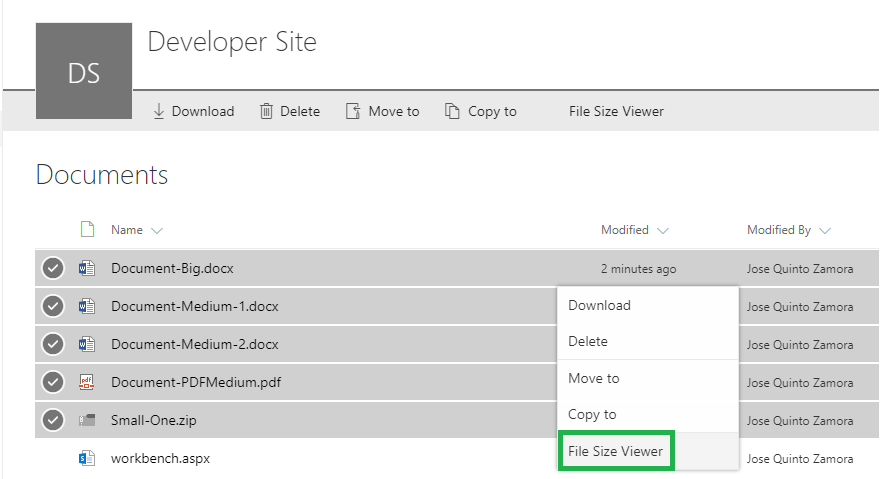 Developer Site
DS
Download Delete Move to Copy to File Size Viewer
Documents
Name Modified Modified By
Document-Big.docx 2 minutes ago Jose Quinto Zamora
Document-Medium-1.docx Jose Quinto Zamora
Download
Document-Medium-2.docx Jose Quinto Zamora
Delete
Document-PDFMedium.pdf Jose Quinto Zamora
Move to
Small-One.zip Jose Quinto Zamora
Copy to
workbench.aspx Jose Quinto Zamora
File Size Viewer